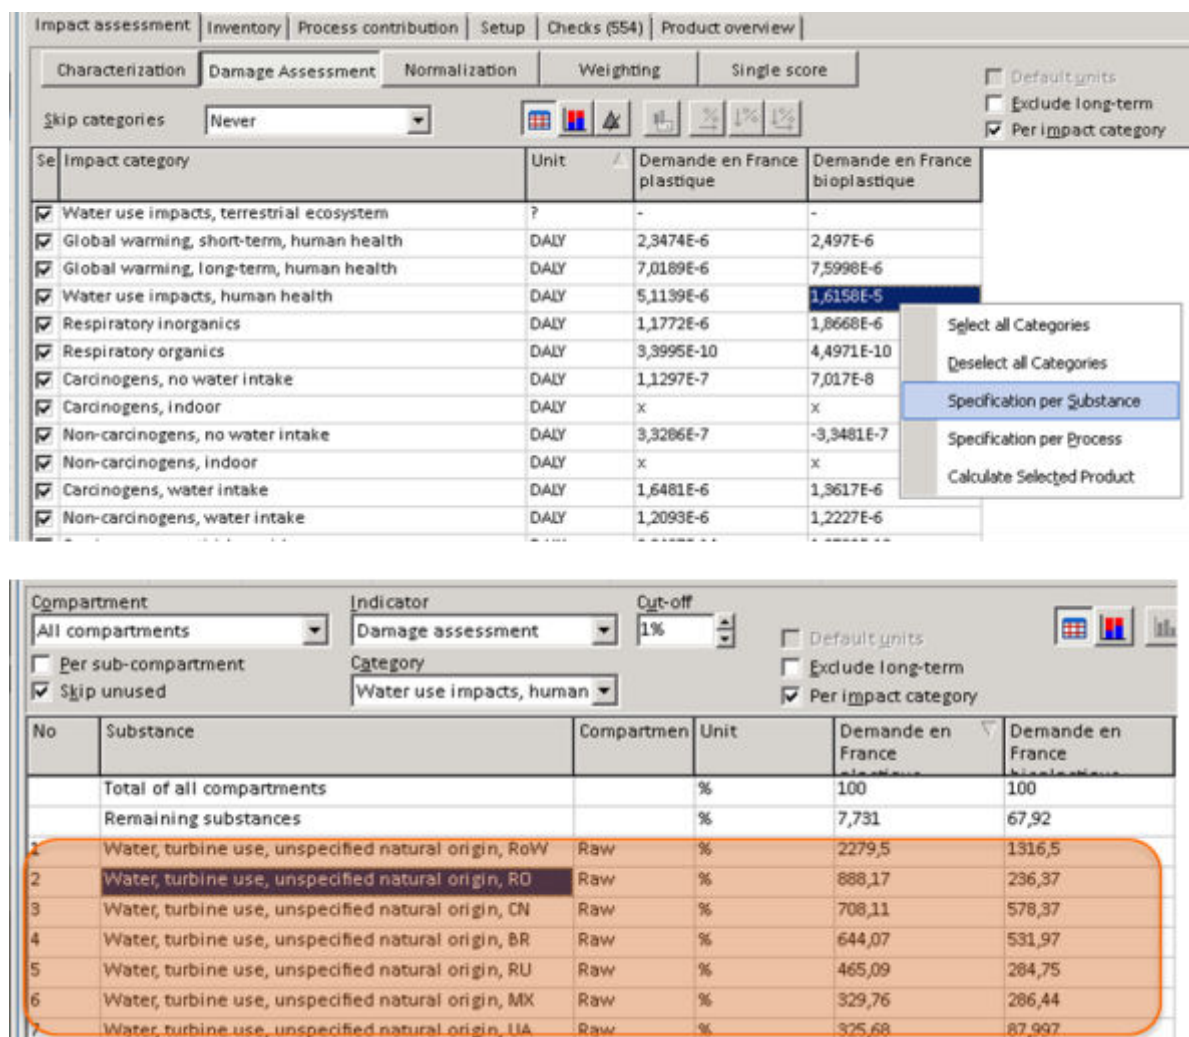 Impact assessment Inventory Process contribution Setup Checks (554) Product overview
Characterization Damage Assessment Normalization Weighting Single score
Default units
Skip categories Never
Exclude long-term
Per impact category
Se Impact category Unit Demande en France plastique Demande en France bioplastique
Water use impacts, terrestrial ecosystem ? - -
Global warming, short-term, human health DALY 2,3474E-6 2,497E-6
Global warming, long-term, human health DALY 7,0189E-6 7,5998E-6
Water use impacts, human health DALY 5,1139E-6 1,6158E-5
Respiratory inorganics DALY 1,1772E-6 1,8668E-6
Select all Categories
Respiratory organics DALY 3,3995E-10 4,4971E-10
Deselect all Categories
Carcinogens, no water intake DALY 1,1297E-7 7,017E-8
Carcinogens, indoor DALY x x
Specification per Substance
Non-carcinogens, no water intake DALY 3,3286E-7 -3,3481E-7
Specification per Process
Non-carcinogens, indoor DALY x x
Calculate Selected Product
Carcinogens, water intake DALY 1,6481E-6 1,3617E-6
Non-carcinogens, water intake DALY 1,2093E-6 1,2227E-6
Compartment Indicator Cut-off
All compartments Damage assessment 1%
Default units
Per sub-compartment Category Exclude long-term
Skip unused Water use impacts, human Per impact category
No Substance Compartmen Unit Demande en France Demande en France
Total of all compartments % 100 100
Remaining substances % 7,731 67,92
1 Water, turbine use, unspecified natural origin, RoW Raw % 2279,5 1316,5
2 Water, turbine use, unspecified natural origin, RO Raw % 888,17 236,37
3 Water, turbine use, unspecified natural origin, CN Raw % 708,11 578,37
4 Water, turbine use, unspecified natural origin, BR Raw % 644,07 531,97
5 Water, turbine use, unspecified natural origin, RU Raw % 465,09 284,75
6 Water, turbine use, unspecified natural origin, MX Raw % 329,76 286,44
7 Water, turbine use, unspecified natural origin, UA Raw % 325,68 87,997